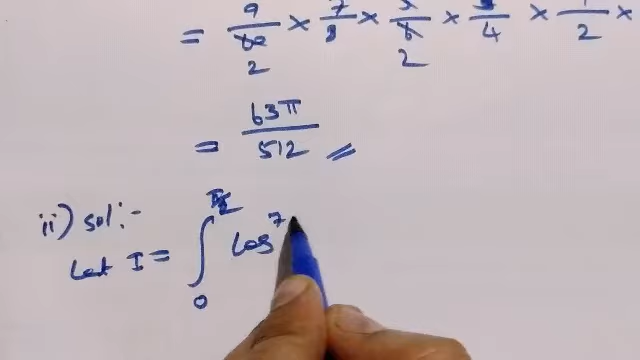 = 9/10 × 7/8 × 5/6 × 3/4 × 1/2 ×
2 2
= 63π/512 //
ii) sol:-
Let I = ∫₀^(π/2) cos⁷